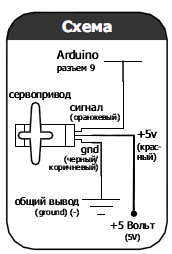 Схема
Arduino
разъем 9
сервопривод
сигнал
(оранжевый)
+5v
(крас-
ный)
gnd
(черный/
коричневый)
общий вывод
(ground) (-)
+5 Вольт
(5V)